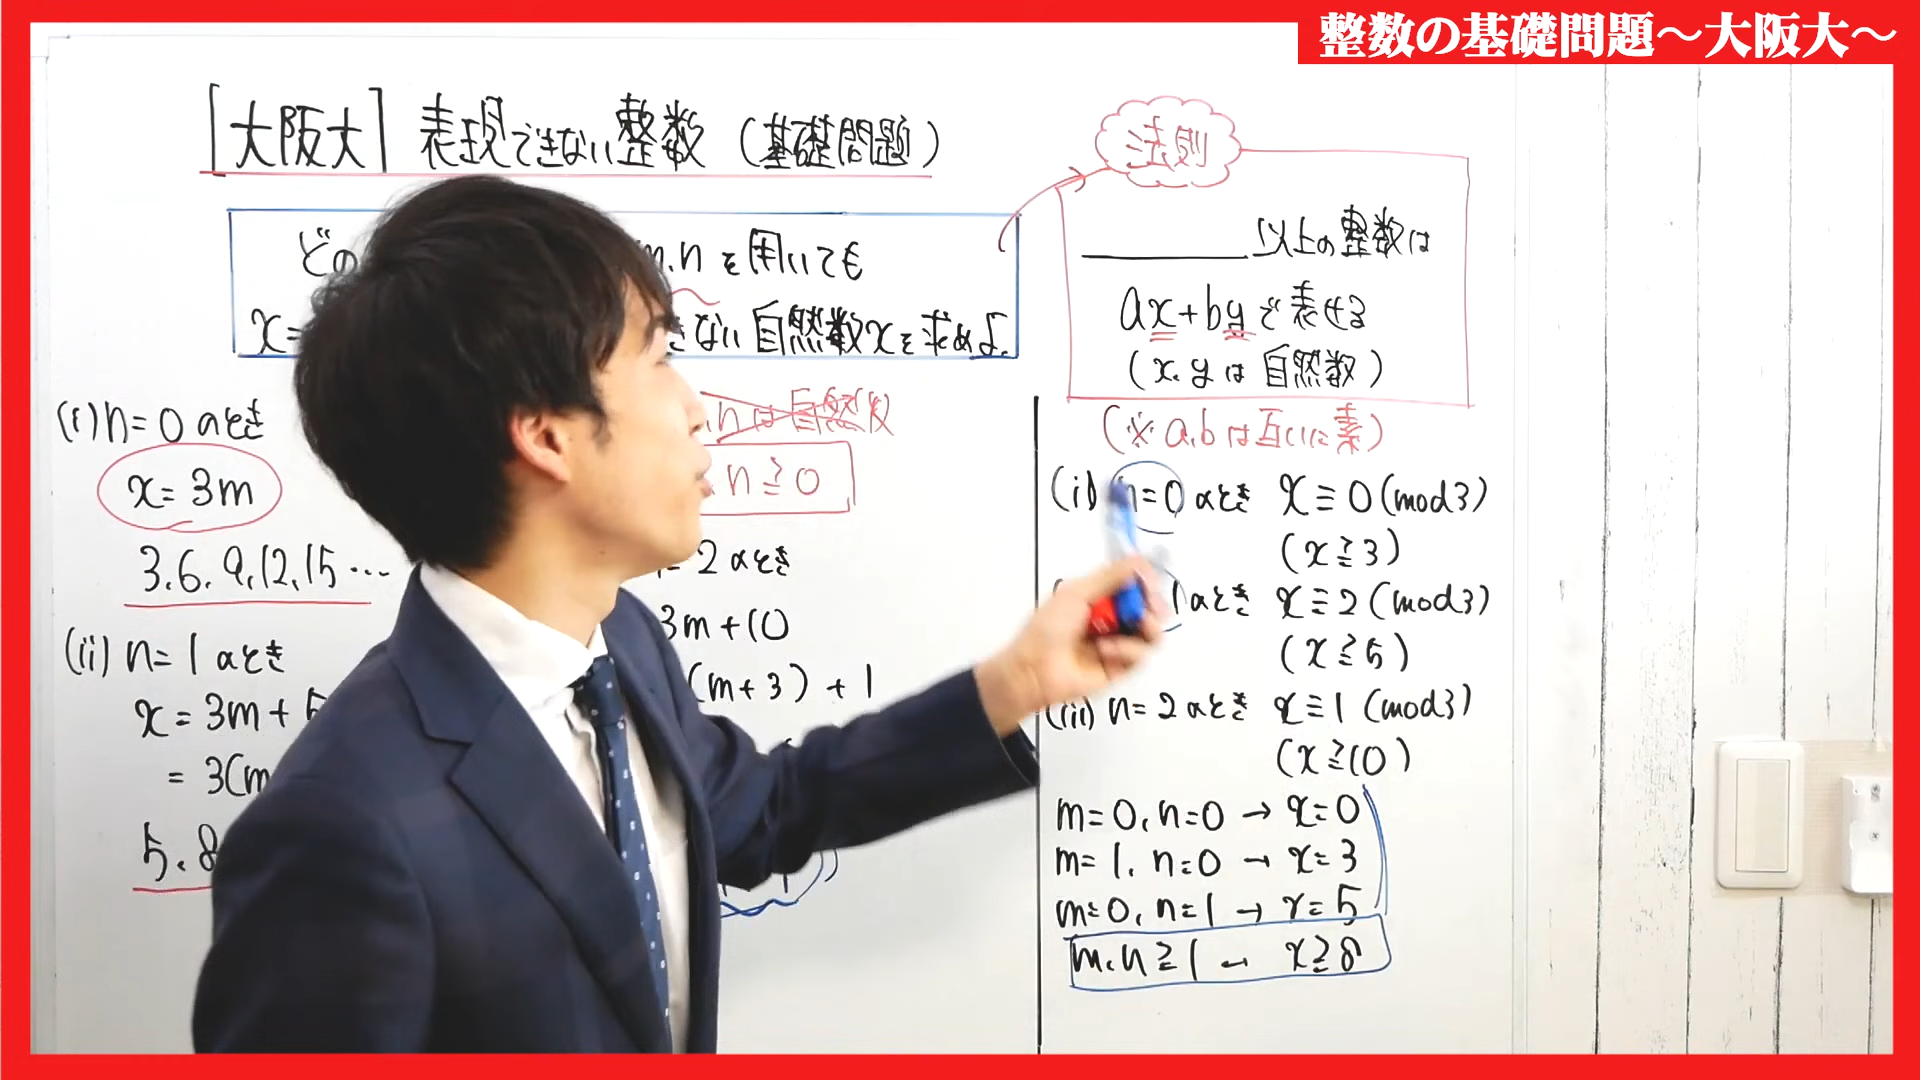 整数の基礎問題〜大阪大〜
[大阪大] 表現できない整数 (基礎問題)
どの m.n を用いても
x= きない自然数xを求めよ.
(i) n=0 のとき
x=3m
3.6.9.12.15…
(ii) n=1 のとき
x=3m+5
=3(m
5.8
nは自然数
n≧0
=2 のとき
3m+10
(m+3)+1
法則
以上の整数は
ax+byで表せる
(x.yは自然数)
(※ a.bは互いに素)
(i) n=0 のとき x≡0(mod3)
(x≧3)
1のとき x≡2(mod3)
(x≧5)
(iii) n=2のとき x≡1(mod3)
(x≧10)
m=0.n=0 → x=0
m=1.n=0 → x=3
m=0.n=1 → x=5
m.n≧1 → x≧8